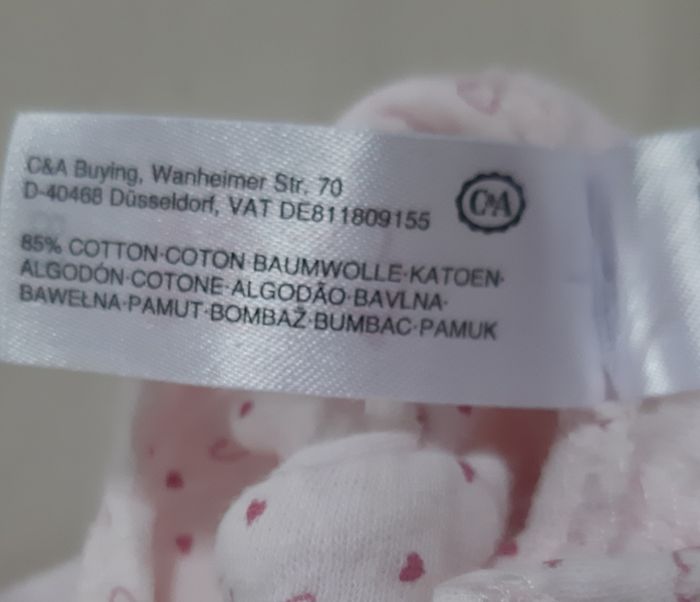 C&A Buying, Wanheimer Str. 70
D-40468 Düsseldorf, VAT DE811809155
C&A
85% COTTON·COTON BAUMWOLLE·KATOEN·
ALGODÓN·COTONE·ALGODÃO·BAVLNA·
BAWEŁNA·PAMUT·BOMBAŽ·BUMBAC·PAMUK